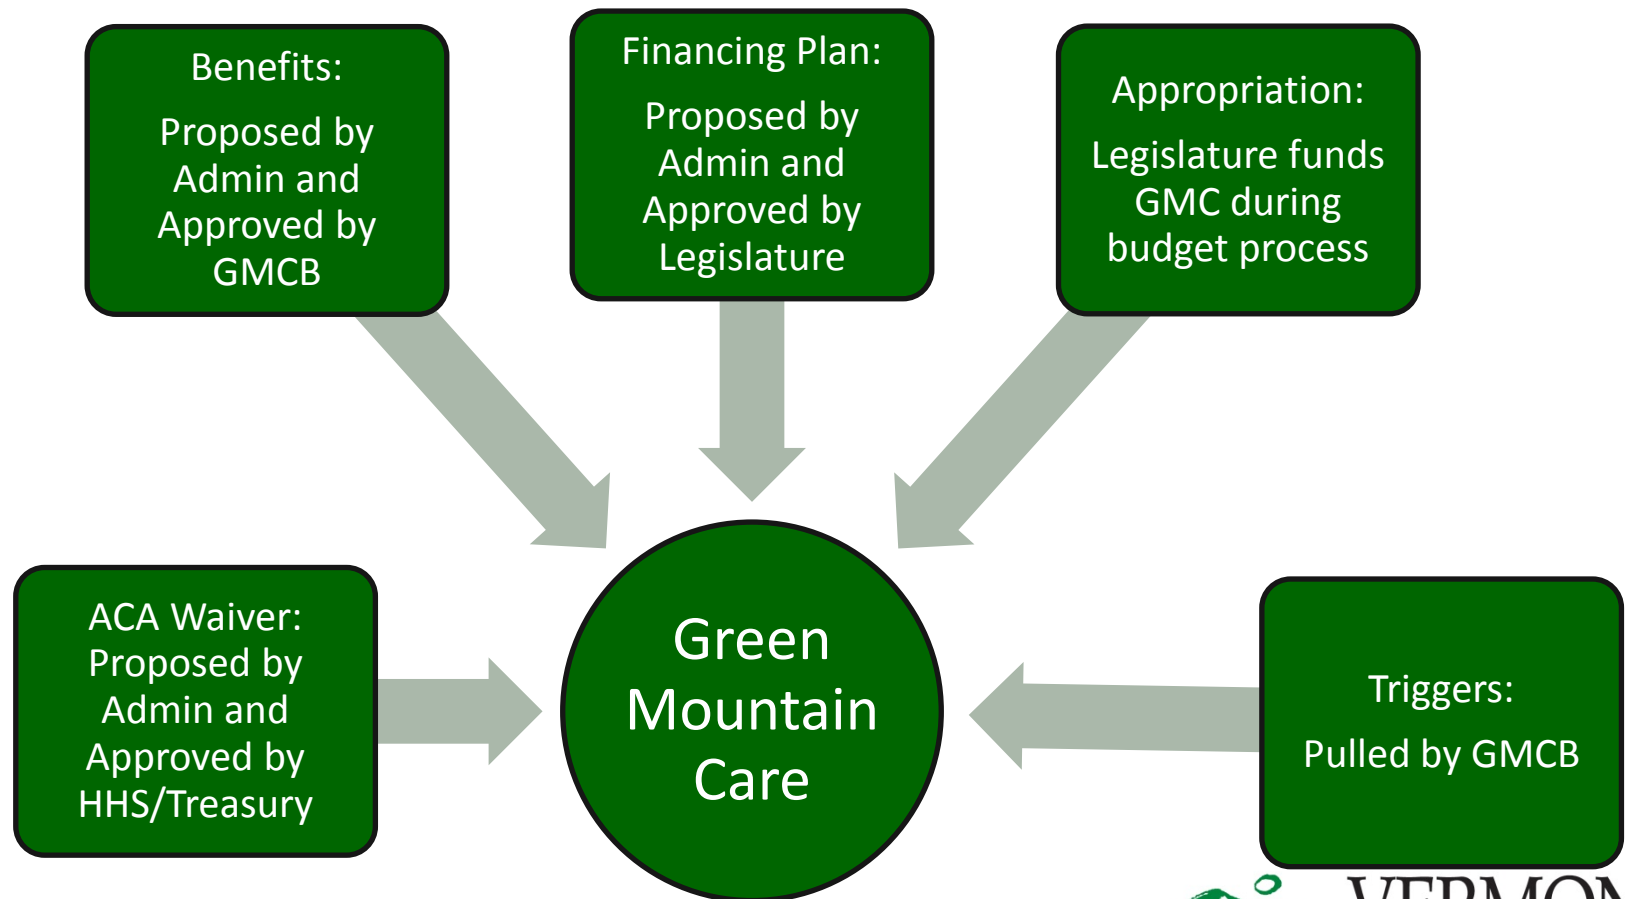 Benefits:
Proposed by
Admin and
Approved by
GMCB
Financing Plan:
Proposed by
Admin and
Approved by
Legislature
Appropriation:
Legislature funds
GMC during
budget process
ACA Waiver:
Proposed by
Admin and
Approved by
HHS/Treasury
Green
Mountain
Care
Triggers:
Pulled by GMCB